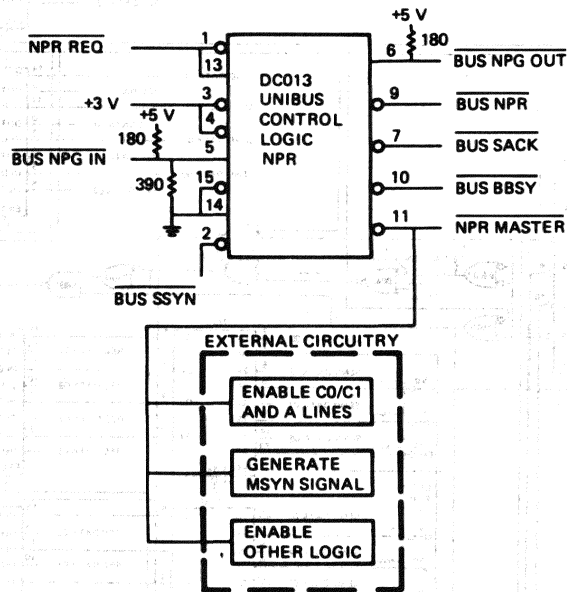 +5 V
180
NPR REQ
1
13
+3 V
3
4
+5 V
180
BUS NPG IN
5
390
15
14
2
BUS SSYN
DC013
UNIBUS
CONTROL
LOGIC
NPR
6
BUS NPG OUT
9
BUS NPR
7
BUS SACK
10
BUS BBSY
11
NPR MASTER
EXTERNAL CIRCUITRY
ENABLE C0/C1
AND A LINES
GENERATE
MSYN SIGNAL
ENABLE
OTHER LOGIC